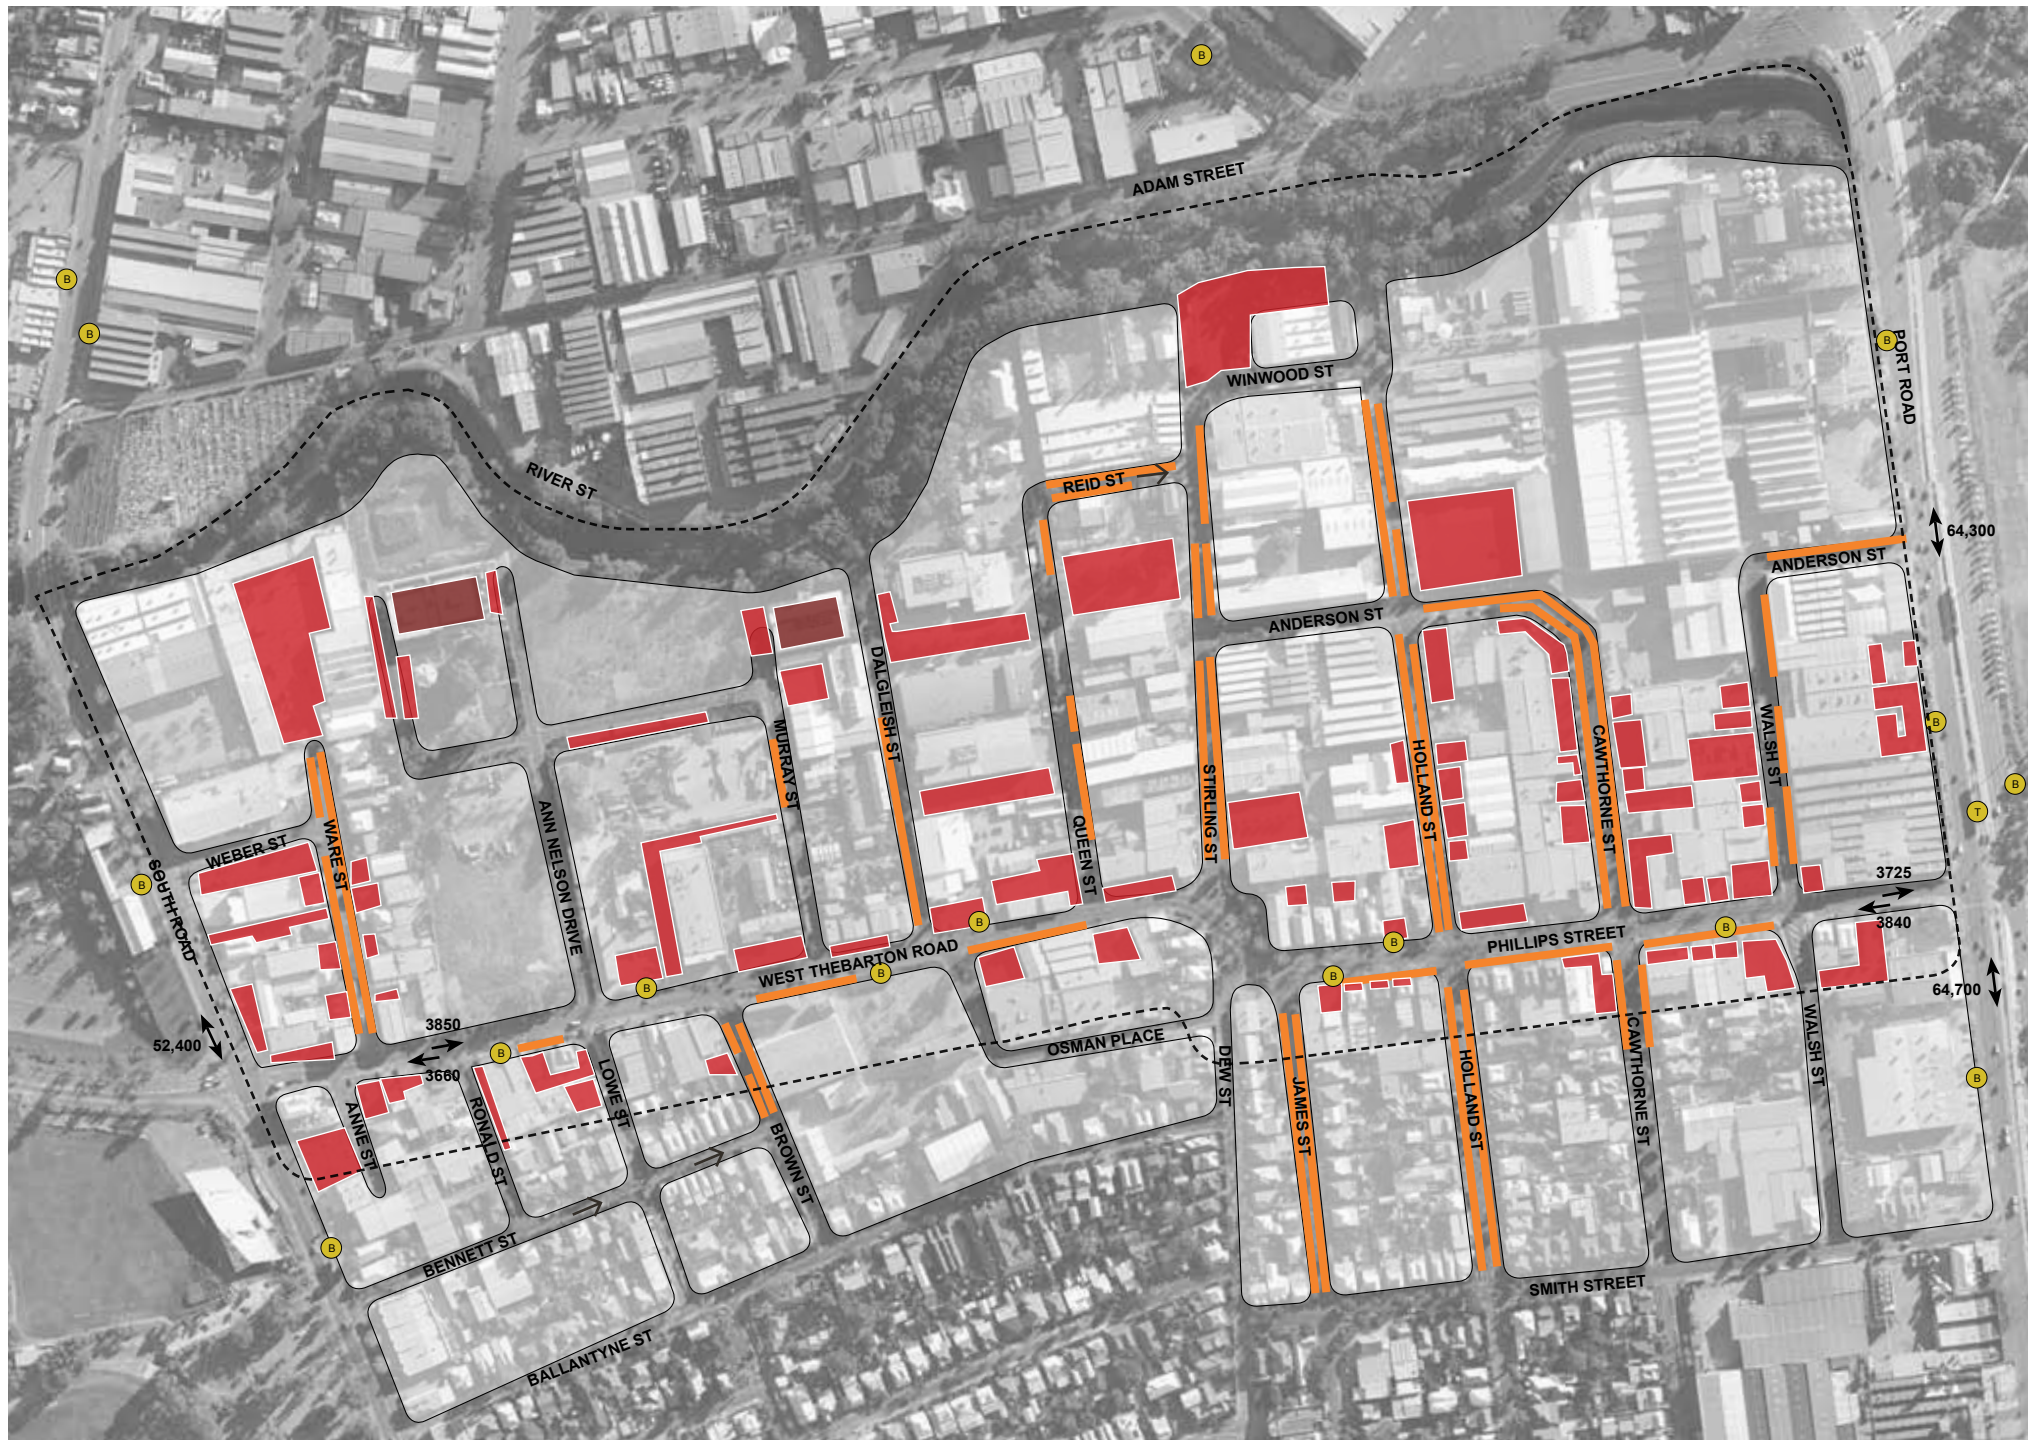 B
ADAM STREET
B
B
B
PORT ROAD
WINWOOD ST
RIVER ST
REID ST
64,300
ANDERSON ST
ANDERSON ST
DALGLEISH ST
B
MURRAY ST
HOLLAND ST
CAWTHORNE ST
WALSH ST
STIRLING ST
B
T
QUEEN ST
ANN NELSON DRIVE
WARE ST
WEBER ST
B
SOUTH ROAD
3725
3840
B
B
B
PHILLIPS STREET
WEST THEBARTON ROAD
B
B
B
64,700
3850
52,400
B
3660
OSMAN PLACE
DEW ST
LOWE ST
ANNE ST
RONALD ST
BROWN ST
JAMES ST
HOLLAND ST
CAWTHORNE ST
WALSH ST
B
B
BENNETT ST
SMITH STREET
BALLANTYNE ST